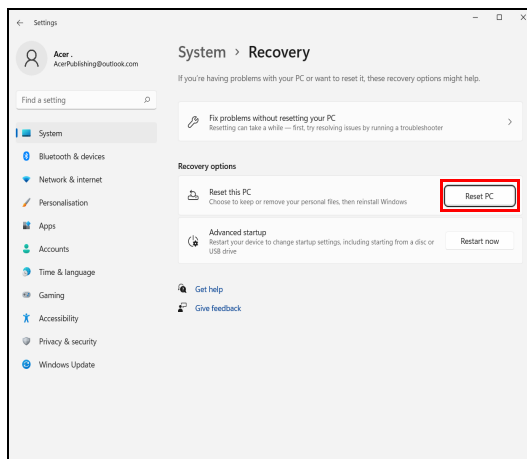 Settings
Acer .
AcerPublishing@outlook.com
Find a setting
System
Bluetooth & devices
Network & internet
Personalisation
Apps
Accounts
Time & language
Gaming
Accessibility
Privacy & security
Windows Update
System > Recovery
If you're having problems with your PC or want to reset it, these recovery options might help.
Fix problems without resetting your PC
Resetting can take a while — first, try resolving issues by running a troubleshooter
Recovery options
Reset this PC
Choose to keep or remove your personal files, then reinstall Windows
Reset PC
Advanced startup
Restart your device to change startup settings, including starting from a disc or
USB drive
Restart now
Get help
Give feedback